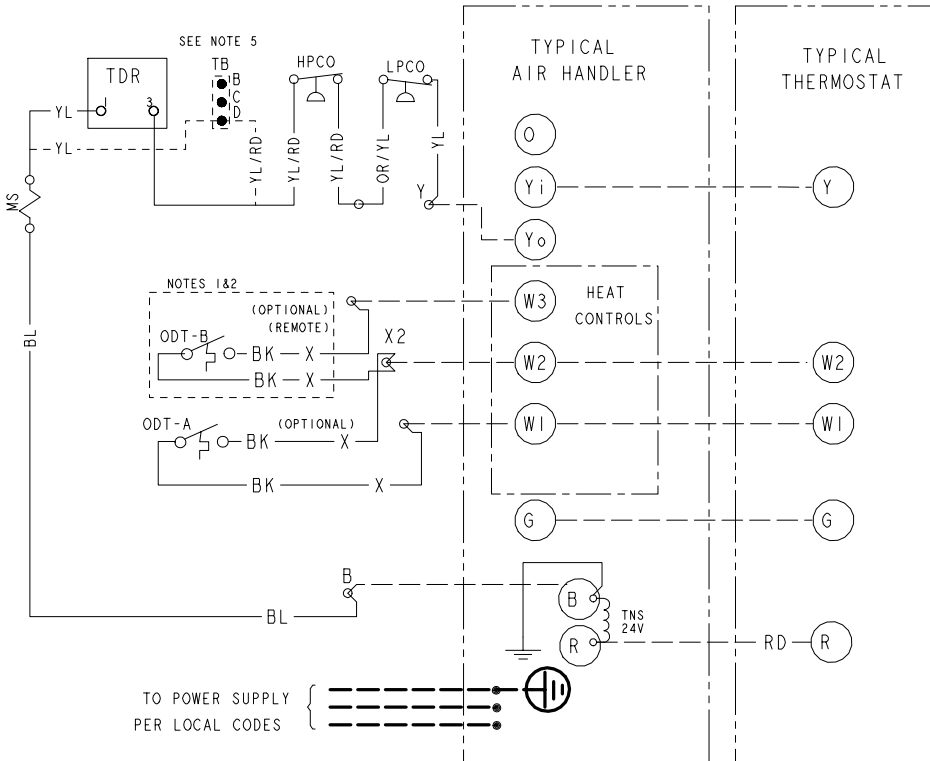 SEE NOTE 5
TDR
1
3
TB
B
C
D
HPCO
LPCO
TYPICAL
AIR HANDLER
TYPICAL
THERMOSTAT
YL
YL
YL/RD
YL/RD
YL/RD
OR/YL
YL
Y
MS
BL
O
Yi
Y
Yo
NOTES 1&2
(OPTIONAL)
(REMOTE)
ODT-B
BK
X
BK
X
X2
W3
HEAT
CONTROLS
W2
W2
ODT-A
(OPTIONAL)
BK
X
BK
X
W1
W1
G
G
B
BL
B
TNS
24V
R
RD
R
TO POWER SUPPLY
PER LOCAL CODES